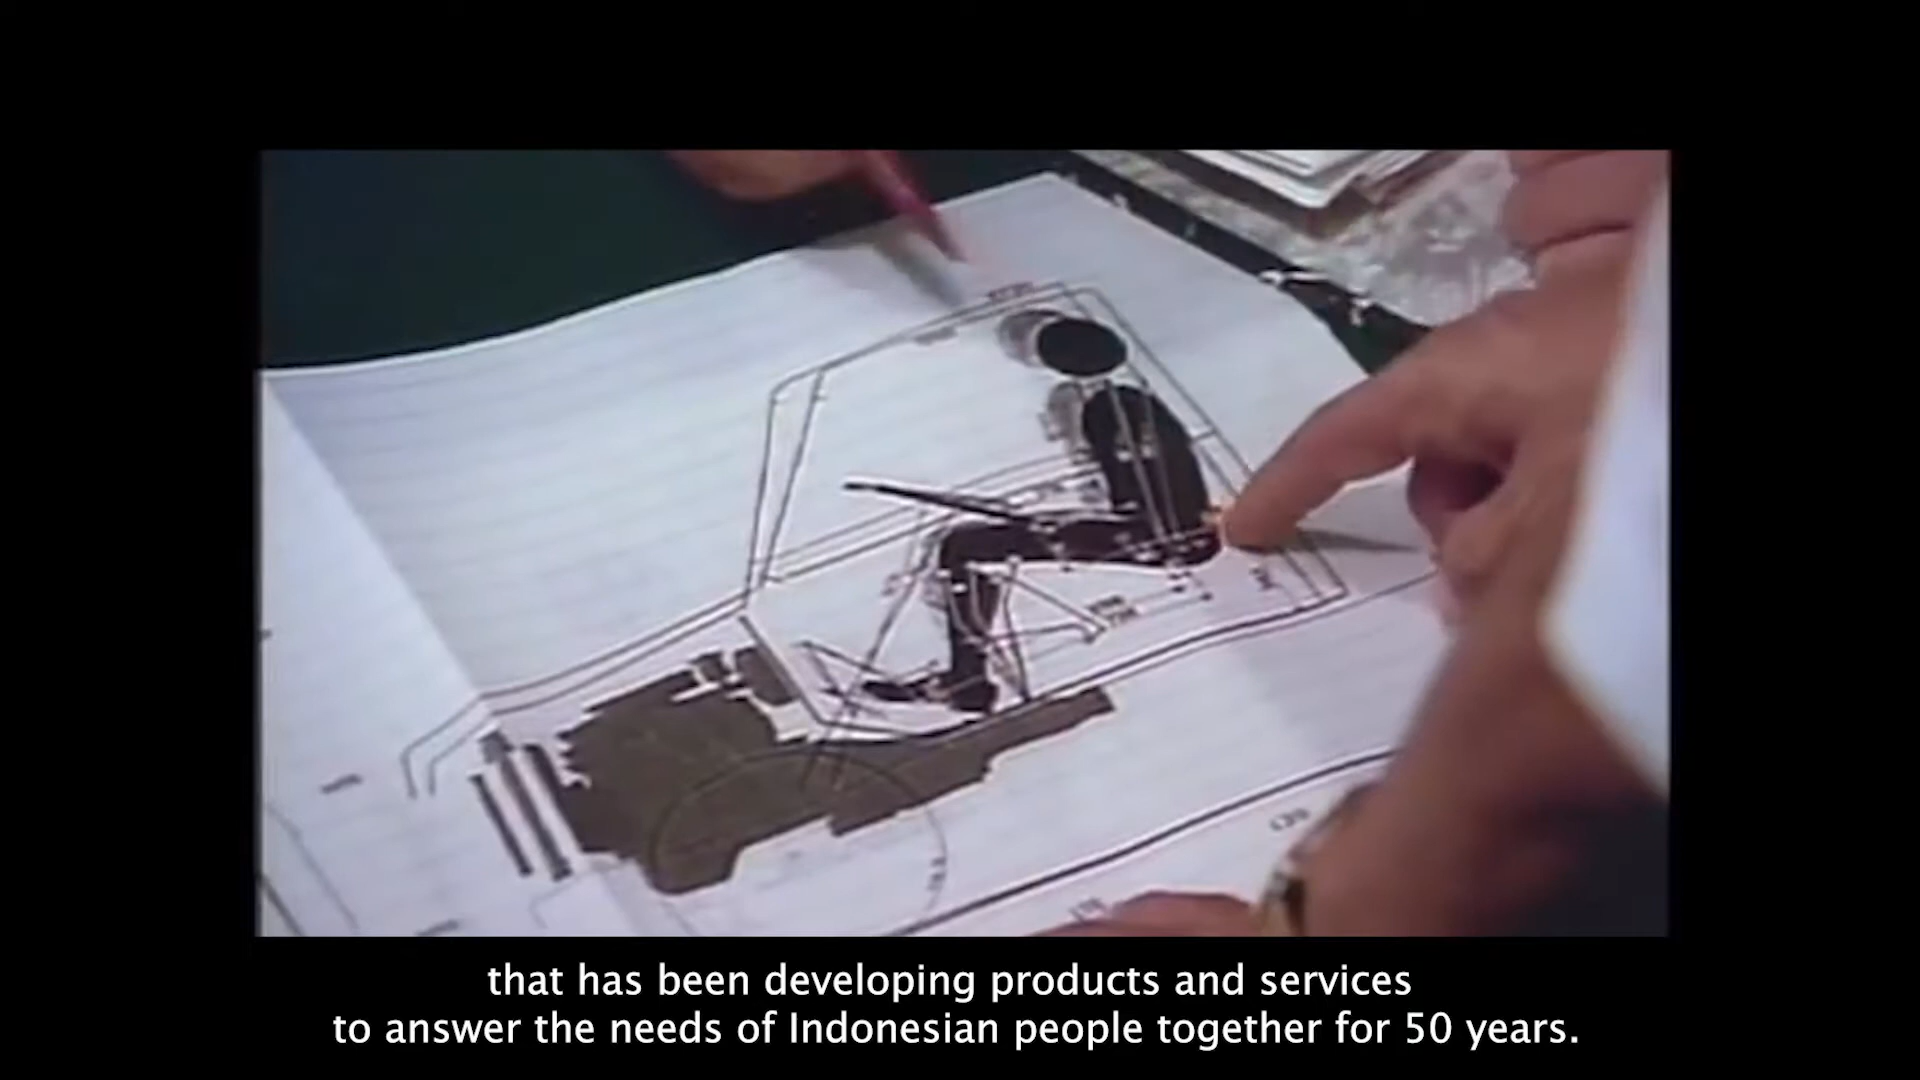 that has been developing products and services
to answer the needs of Indonesian people together for 50 years.